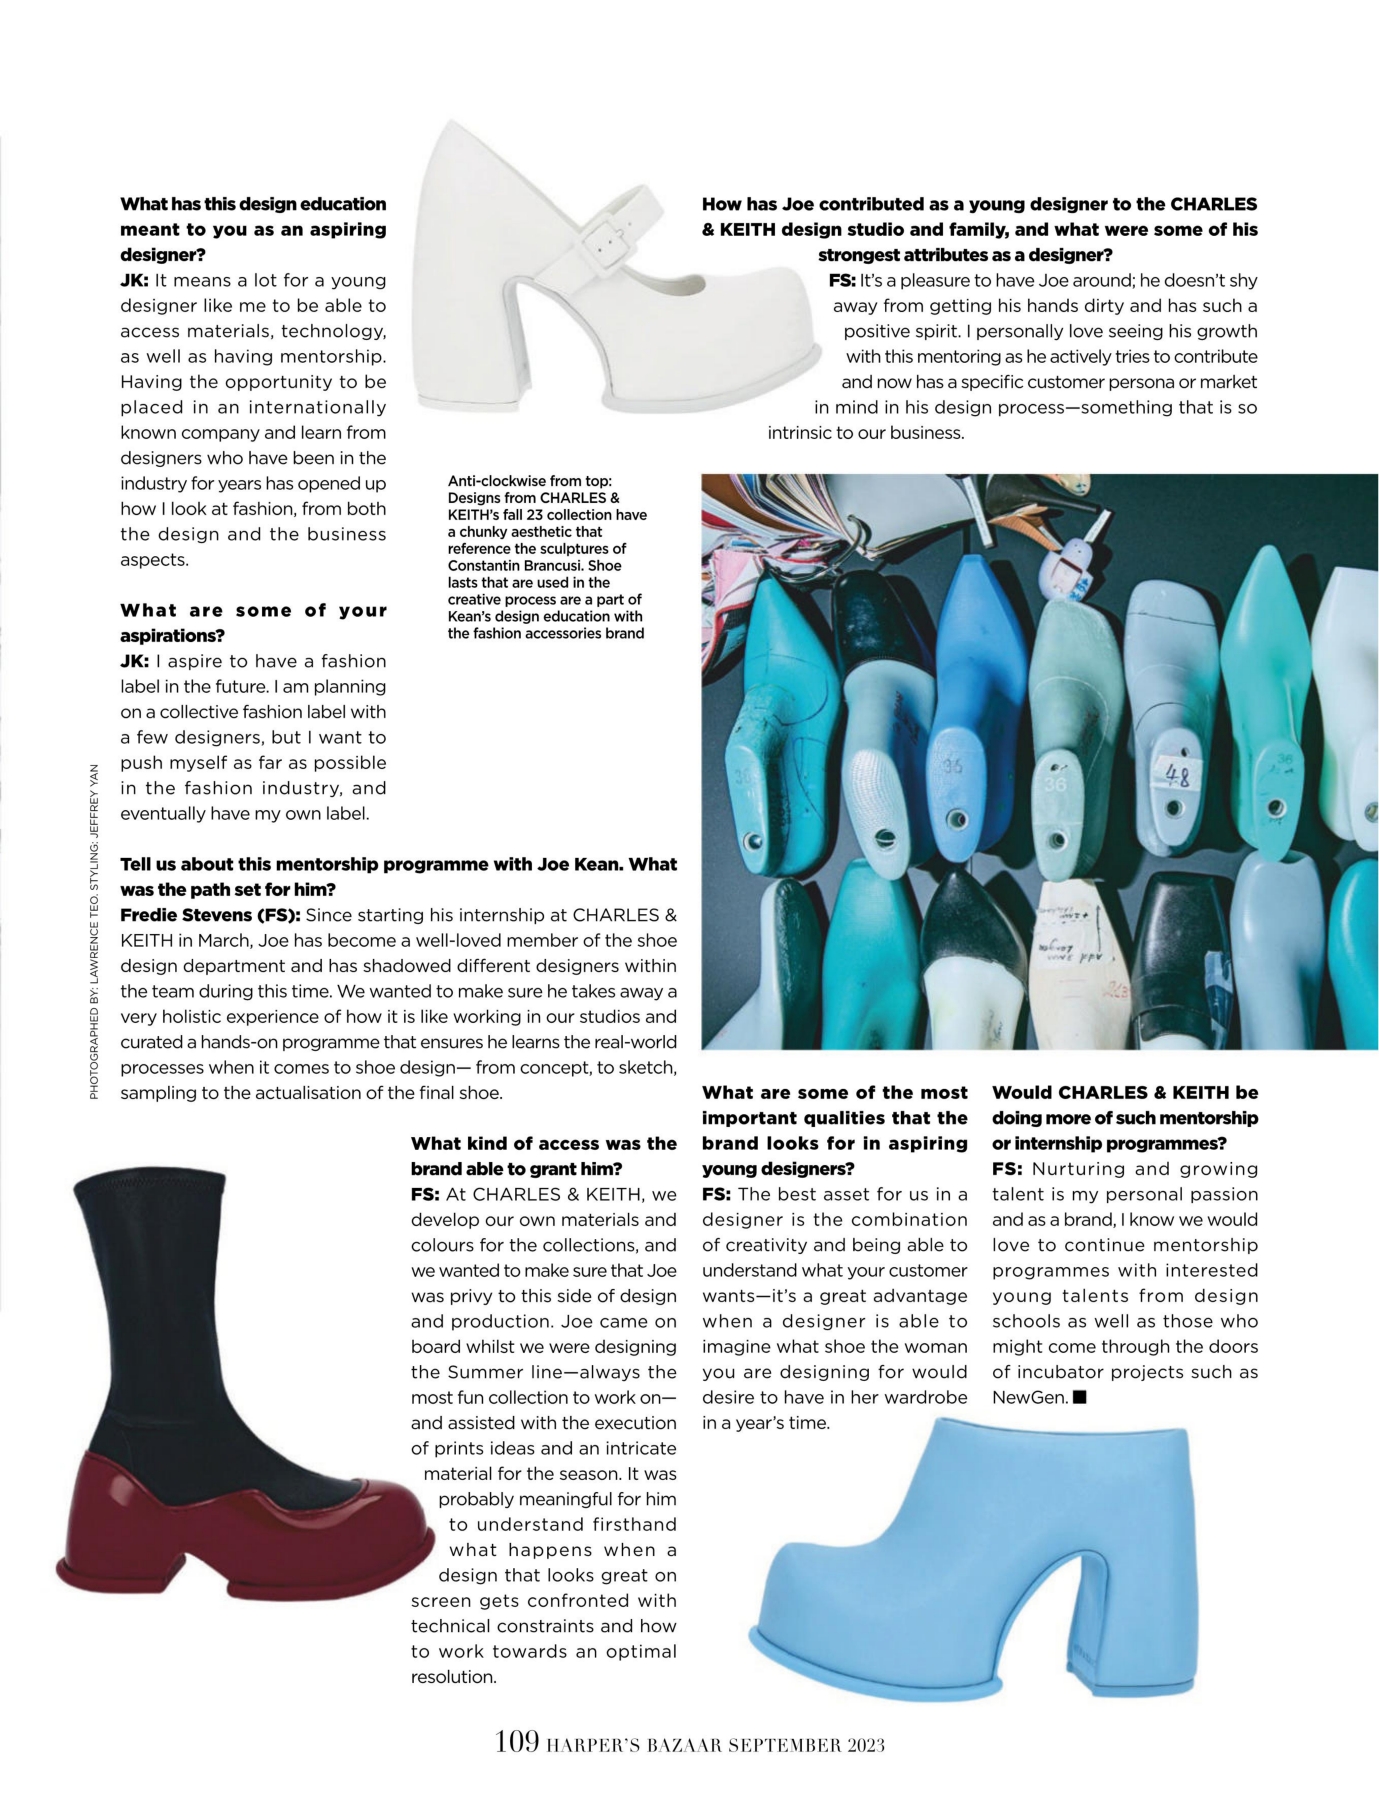 What has this design education
meant to you as an aspiring
designer?
JK: It means a lot for a young
designer like me to be able to
access materials, technology,
as well as having mentorship.
Having the opportunity to be
placed in an internationally
known company and learn from
designers who have been in the
industry for years has opened up
how I look at fashion, from both
the design and the business
aspects.
What are some of your
aspirations?
JK: I aspire to have a fashion
label in the future. I am planning
on a collective fashion label with
a few designers, but I want to
push myself as far as possible
in the fashion industry, and
eventually have my own label.
Tell us about this mentorship programme with Joe Kean. What
was the path set for him?
Fredie Stevens (FS): Since starting his internship at CHARLES &
KEITH in March, Joe has become a well-loved member of the shoe
design department and has shadowed different designers within
the team during this time. We wanted to make sure he takes away a
very holistic experience of how it is like working in our studios and
curated a hands-on programme that ensures he learns the real-world
processes when it comes to shoe design— from concept, to sketch,
sampling to the actualisation of the final shoe.
What kind of access was the
brand able to grant him?
FS: At CHARLES & KEITH, we
develop our own materials and
colours for the collections, and
we wanted to make sure that Joe
was privy to this side of design
and production. Joe came on
board whilst we were designing
the Summer line—always the
most fun collection to work on—
and assisted with the execution
of prints ideas and an intricate
material for the season. It was
probably meaningful for him
to understand firsthand
what happens when a
design that looks great on
screen gets confronted with
technical constraints and how
to work towards an optimal
resolution.
How has Joe contributed as a young designer to the CHARLES
& KEITH design studio and family, and what were some of his
strongest attributes as a designer?
FS: It's a pleasure to have Joe around; he doesn't shy
away from getting his hands dirty and has such a
positive spirit. I personally love seeing his growth
with this mentoring as he actively tries to contribute
and now has a specific customer persona or market
in mind in his design process—something that is so
intrinsic to our business.
Anti-clockwise from top:
Designs from CHARLES &
KEITH's fall 23 collection have
a chunky aesthetic that
reference the sculptures of
Constantin Brancusi. Shoe
lasts that are used in the
creative process are a part of
Kean's design education with
the fashion accessories brand
36
36
36
48
36
What are some of the most
important qualities that the
brand looks for in aspiring
young designers?
FS: The best asset for us in a
designer is the combination
of creativity and being able to
understand what your customer
wants—it's a great advantage
when a designer is able to
imagine what shoe the woman
you are designing for would
desire to have in her wardrobe
in a year's time.
Would CHARLES & KEITH be
doing more of such mentorship
or internship programmes?
FS: Nurturing and growing
talent is my personal passion
and as a brand, I know we would
love to continue mentorship
programmes with interested
young talents from design
schools as well as those who
might come through the doors
of incubator projects such as
NewGen. ■
PHOTOGRAPHED BY: LAWRENCE TEO. STYLING: JEFFREY YAN
109 HARPER'S BAZAAR SEPTEMBER 2023